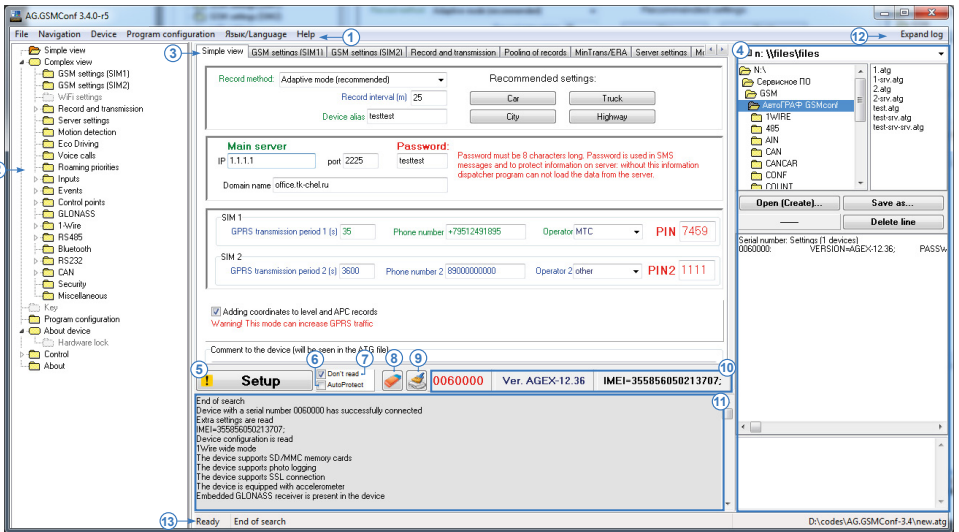 AG.GSMConf 3.4.0-r5
File Navigation Device Program configuration Язык/Language Help
1
12
Expand log
Simple view
Complex view
GSM settings (SIM1)
GSM settings (SIM2)
WiFi settings
Record and transmission
Server settings
Motion detection
Eco Driving
Voice calls
Roaming priorities
Inputs
Events
Control points
GLONASS
1-Wire
RS485
Bluetooth
RS232
CAN
Security
Miscellaneous
Key
Program configuration
About device
Hardware lock
Control
About
3
Simple view GSM settings (SIM1) GSM settings (SIM2) Record and transmission Pooling of records MinTrans/ERA Server settings
Record method: Adaptive mode (recommended)
Recommended settings:
Record interval (m) 25
Car Truck
Device alias testtest
City Highway
Main server
Password:
IP 1.1.1.1 port 2225 testtest
Password must be 8 characters long. Password is used in SMS
messages and to protect information on server: without this information
dispatcher program can not load the data from the server.
Domain name office.tk-chel.ru
SIM 1
GPRS transmission period 1 (s) 35 Phone number +79512491895 Operator MTC PIN 7469
SIM 2
GPRS transmission period 2 (s) 3600 Phone number 2 89000000000 Operator 2 other PIN2 1111
Adding coordinates to level and APC records
Warning! This mode can increase GPRS traffic
Comment to the device (will be seen in the ATG file)
5
6
7
8
9
10
Setup
Don't read
AutoProtect
0060000 Ver. AGEX-12.36 IMEI=355856050213707;
11
End of search
Device with a serial number 0060000 has successfully connected
Extra settings are read
IMEI=355856050213707;
Device configuration is read
1Wire wide mode
The device supports SD/MMC memory cards
The device supports photo logging
The device supports SSL connection
The device is equipped with accelerometer
Embedded GLONASS receiver is present in the device
4
n: \\files\files
N:\
Сервисное ПО
GSM
АвтоГРАФ GSMconf
1WIRE
485
AIN
CAN
CANCAR
CONF
COUNT
1.atg
1-srv.atg
2.atg
2-srv.atg
test.atg
test-srv.atg
test-srv-srv.atg
Open (Create)... Save as...
Delete line
Serial number: Settings (1 devices)
0060000: VERSION=AGEX-12.36; PASSW
13
Ready End of search
D:\codes\AG.GSMConf-3.4\new.atg